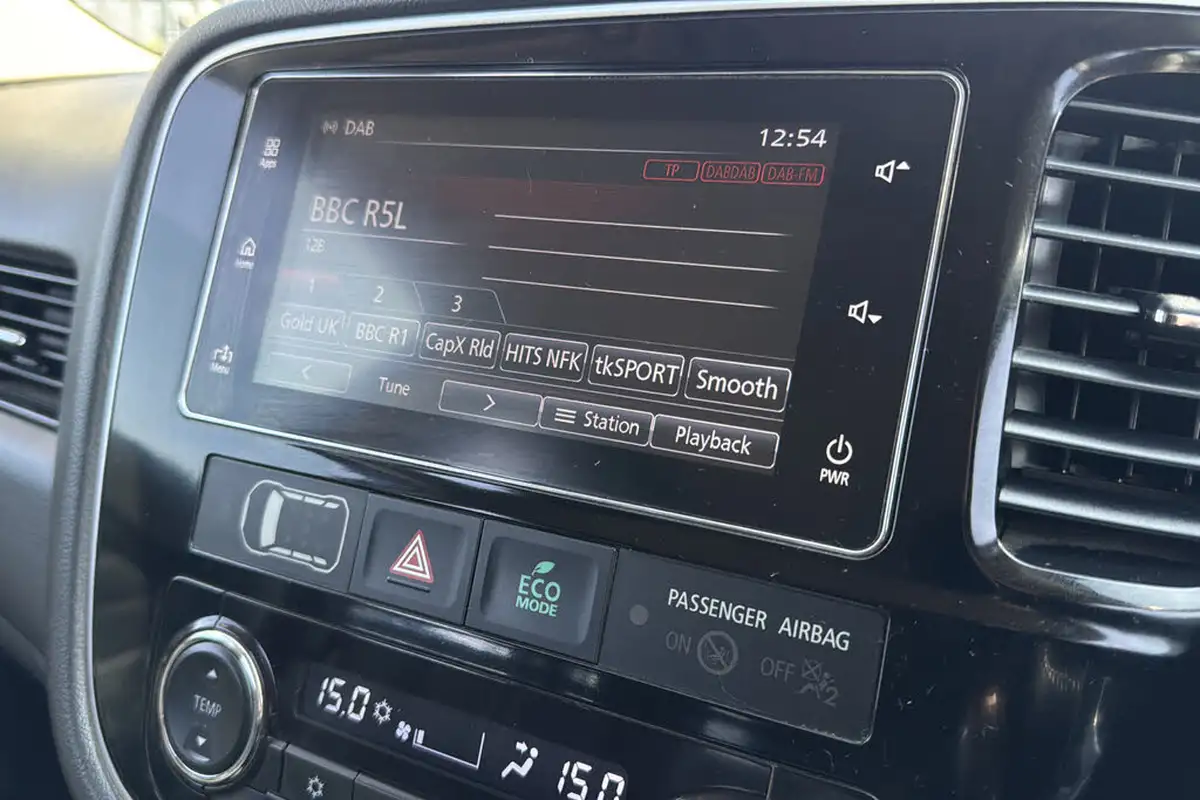 DAB
12:54
Apps
TP DABDAB DAB-FM
BBC R5L
12B
Home
1 2 3
Gold UK BBC R1 CapX Rld HITS NFK tkSPORT Smooth
Menu
< Tune > Station Playback
PWR
ECO
MODE
PASSENGER AIRBAG
ON OFF
2
TEMP
15.0
15.0